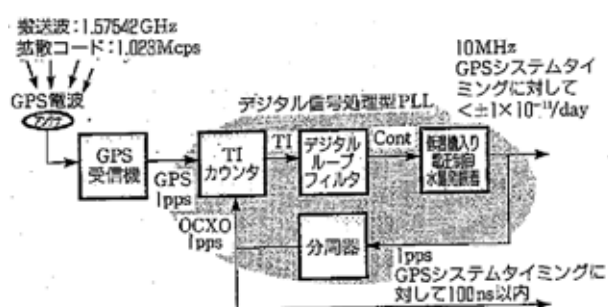 搬送波:1.57542GHz
拡散コード:1.023Mcps
GPS電波
アンテナ
GPS
受信機
GPS
1pps
デジタル信号処理型PLL
TI
カウンタ
TI
デジタル
ループ
フィルタ
Cont
恒温槽入り
電圧制御
水晶発振器
10MHz
GPSシステムタイ
ミングに対して
<±1×10⁻¹²/day
OCXO
1pps
分周器
1pps
GPSシステムタイミングに
対して100ns以内